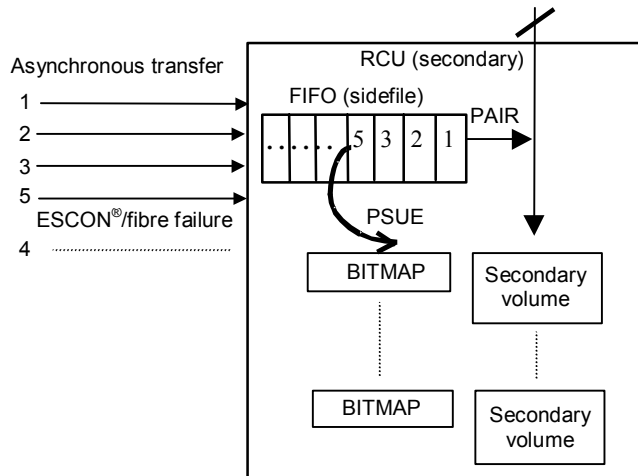 RCU (secondary)
Asynchronous transfer
FIFO (sidefile)
1
PAIR
2
...... 5 3 2 1
3
5
ESCON®/fibre failure
PSUE
4
BITMAP
Secondary
volume
BITMAP
Secondary
volume